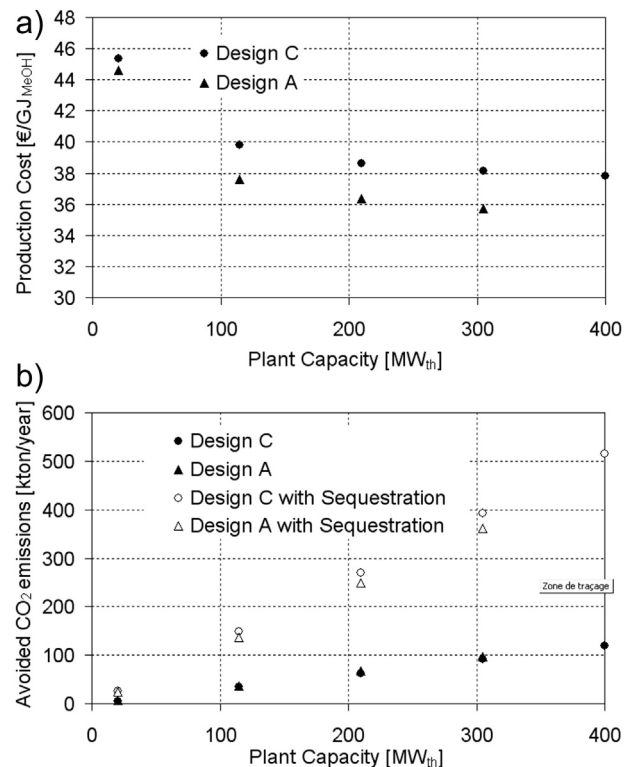 a)
Production Cost [€/GJ MeOH]
48
46
44
42
40
38
36
34
32
30
Design C
Design A
0
100
200
300
400
Plant Capacity [MWth]
b)
Avoided CO2 emissions [kton/year]
600
500
400
300
200
100
0
Design C
Design A
Design C with Sequestration
Design A with Sequestration
Zone de traçage
0
100
200
300
400
Plant Capacity [MWth]